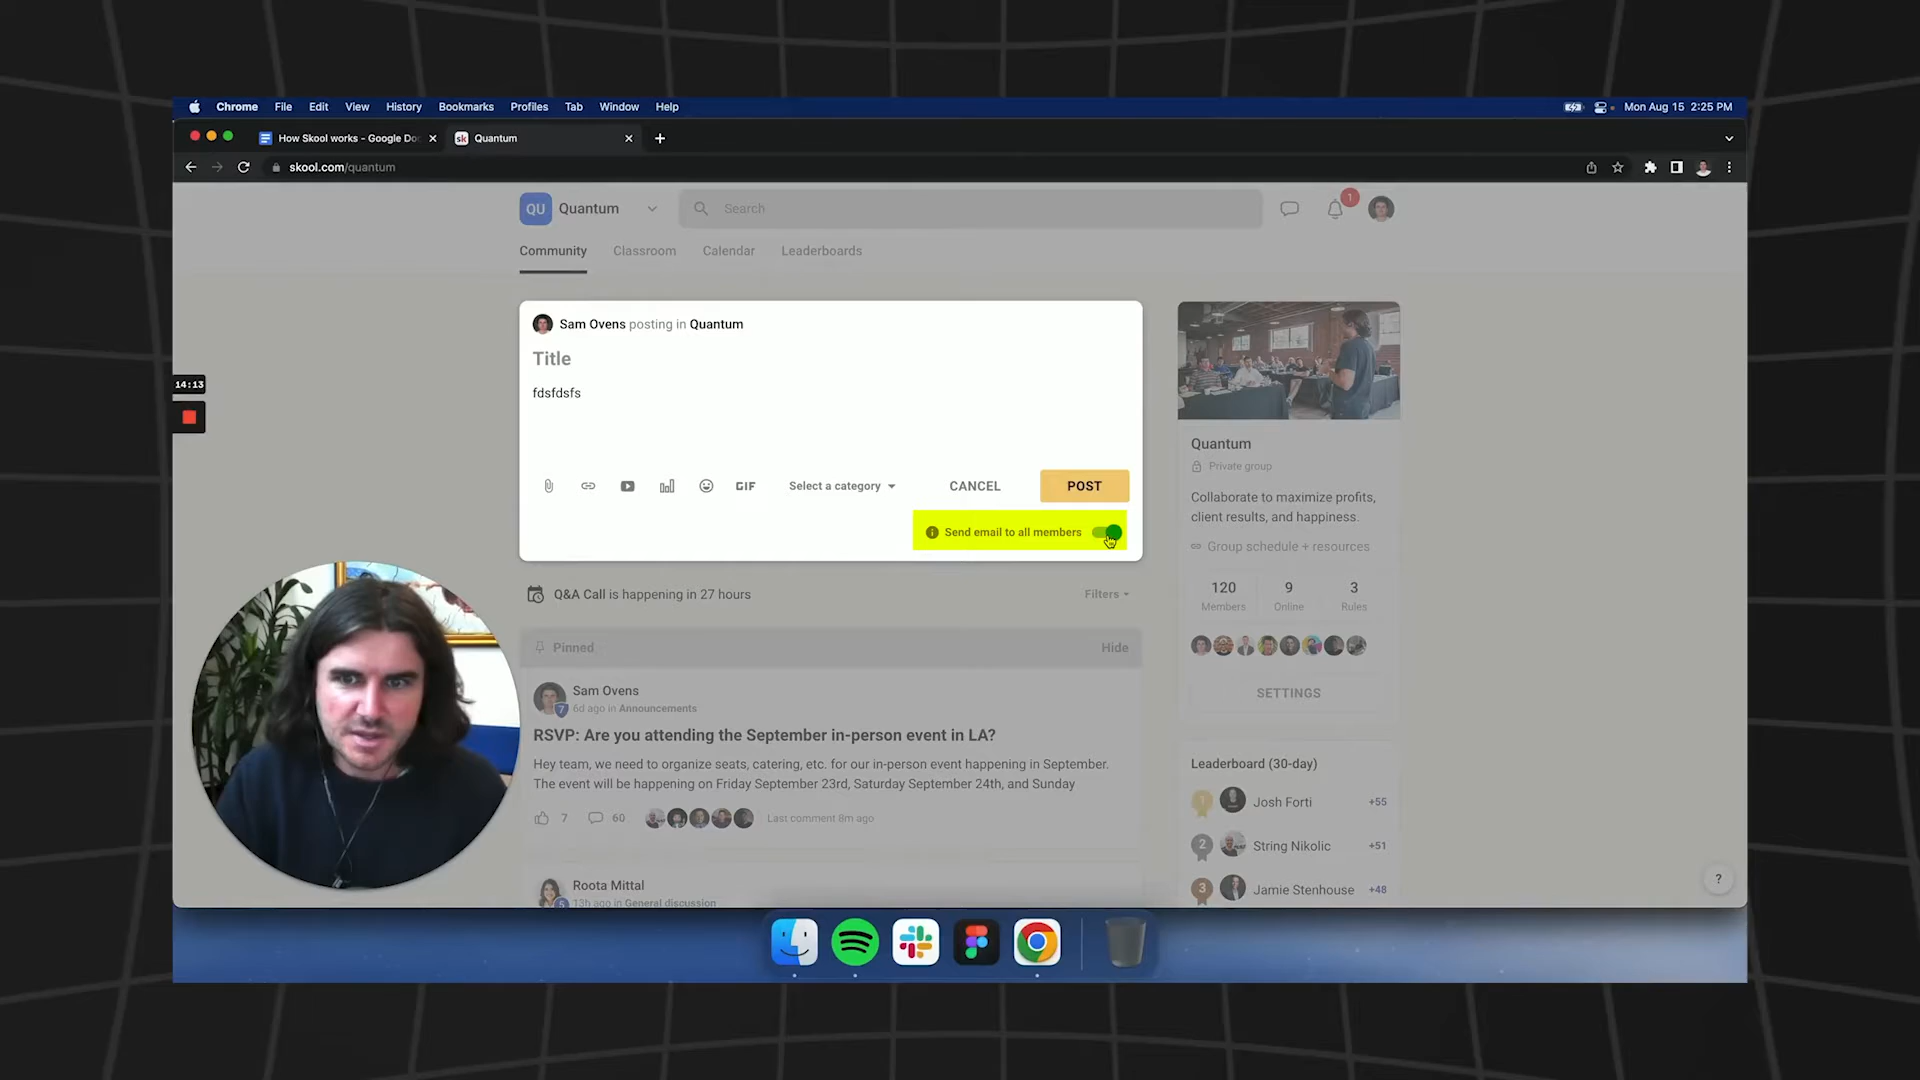 Chrome File Edit View History Bookmarks Profiles Tab Window Help Mon Aug 15 2:25 PM
How Skool works - Google Do Quantum
skool.com/quantum
QU Quantum Search 1
Community Classroom Calendar Leaderboards
Sam Ovens posting in Quantum
Title
14:13
fdsfdsfs
GIF Select a category CANCEL POST
Send email to all members
Quantum
Private group
Collaborate to maximize profits,
client results, and happiness.
Group schedule + resources
120 9 3
Members Online Rules
SETTINGS
Q&A Call is happening in 27 hours Filters
Pinned Hide
Sam Ovens
7 6d ago in Announcements
RSVP: Are you attending the September in-person event in LA?
Hey team, we need to organize seats, catering, etc. for our in-person event happening in September.
The event will be happening on Friday September 23rd, Saturday September 24th, and Sunday
7 60 Last comment 8m ago
Roota Mittal
5 13h ago in General discussion
Leaderboard (30-day)
1 Josh Forti +55
2 String Nikolic +51
3 Jamie Stenhouse +48
?